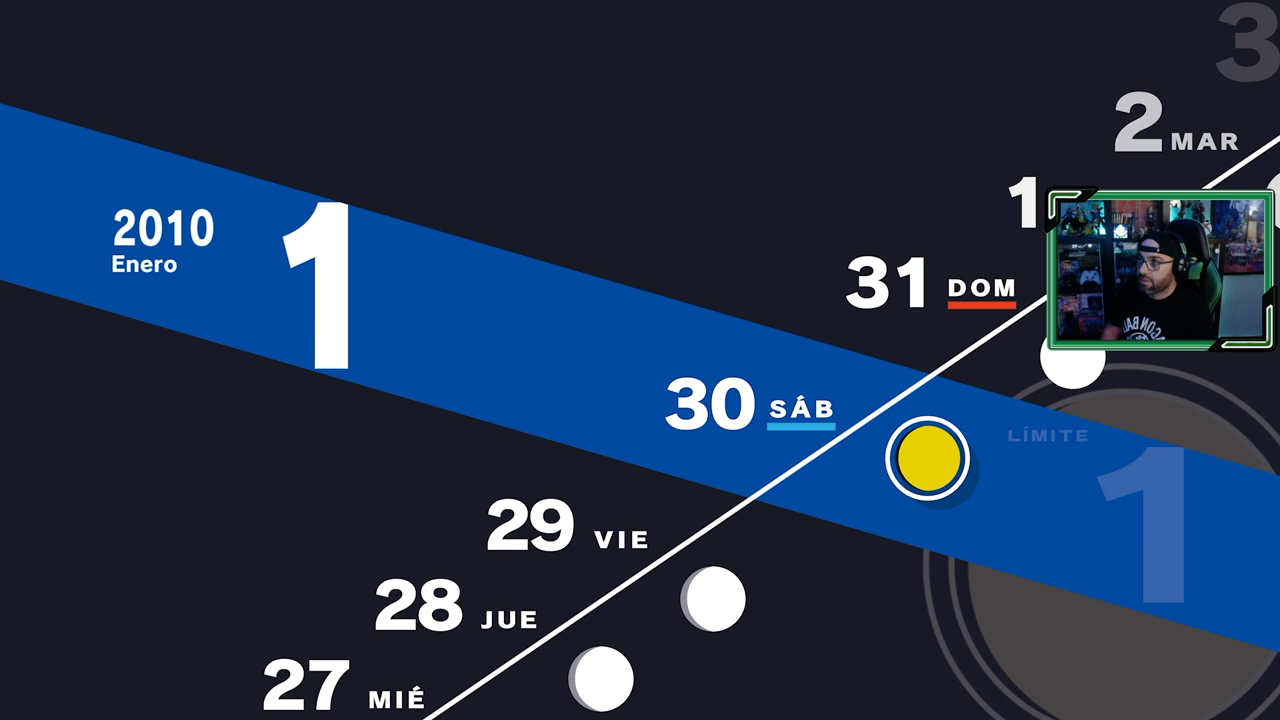 3
2 MAR
1
2010
Enero
1
31 DOM
30 SÁB
LÍMITE
1
29 VIE
28 JUE
27 MIÉ